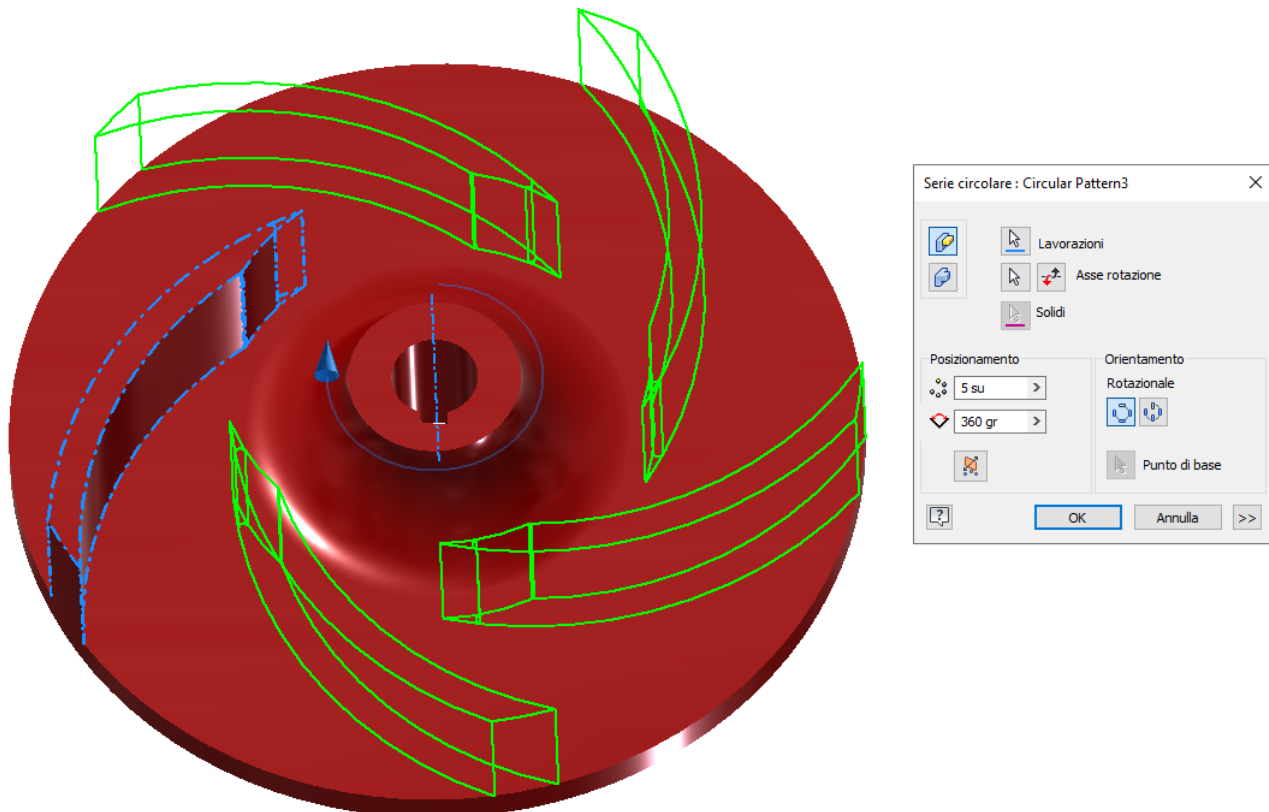 Serie circolare : Circular Pattern3
Lavorazioni
Asse rotazione
Solidi
Posizionamento
5 su
360 gr
Orientamento
Rotazionale
Punto di base
?
OK
Annulla
>>